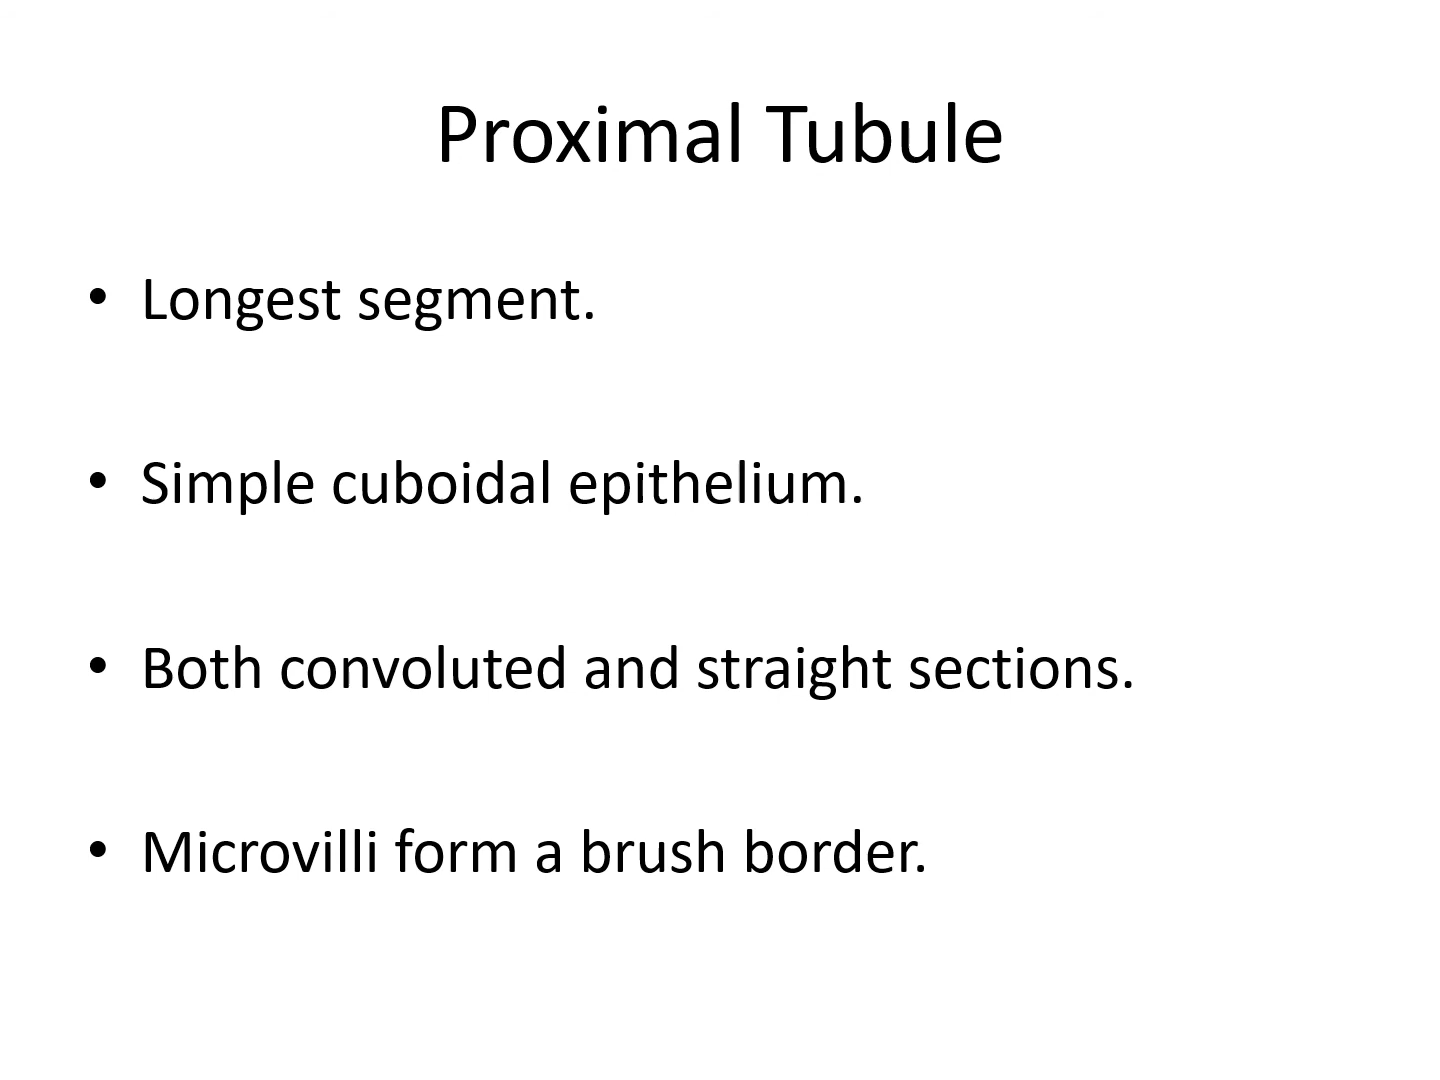 Proximal Tubule
• Longest segment.
• Simple cuboidal epithelium.
• Both convoluted and straight sections.
• Microvilli form a brush border.